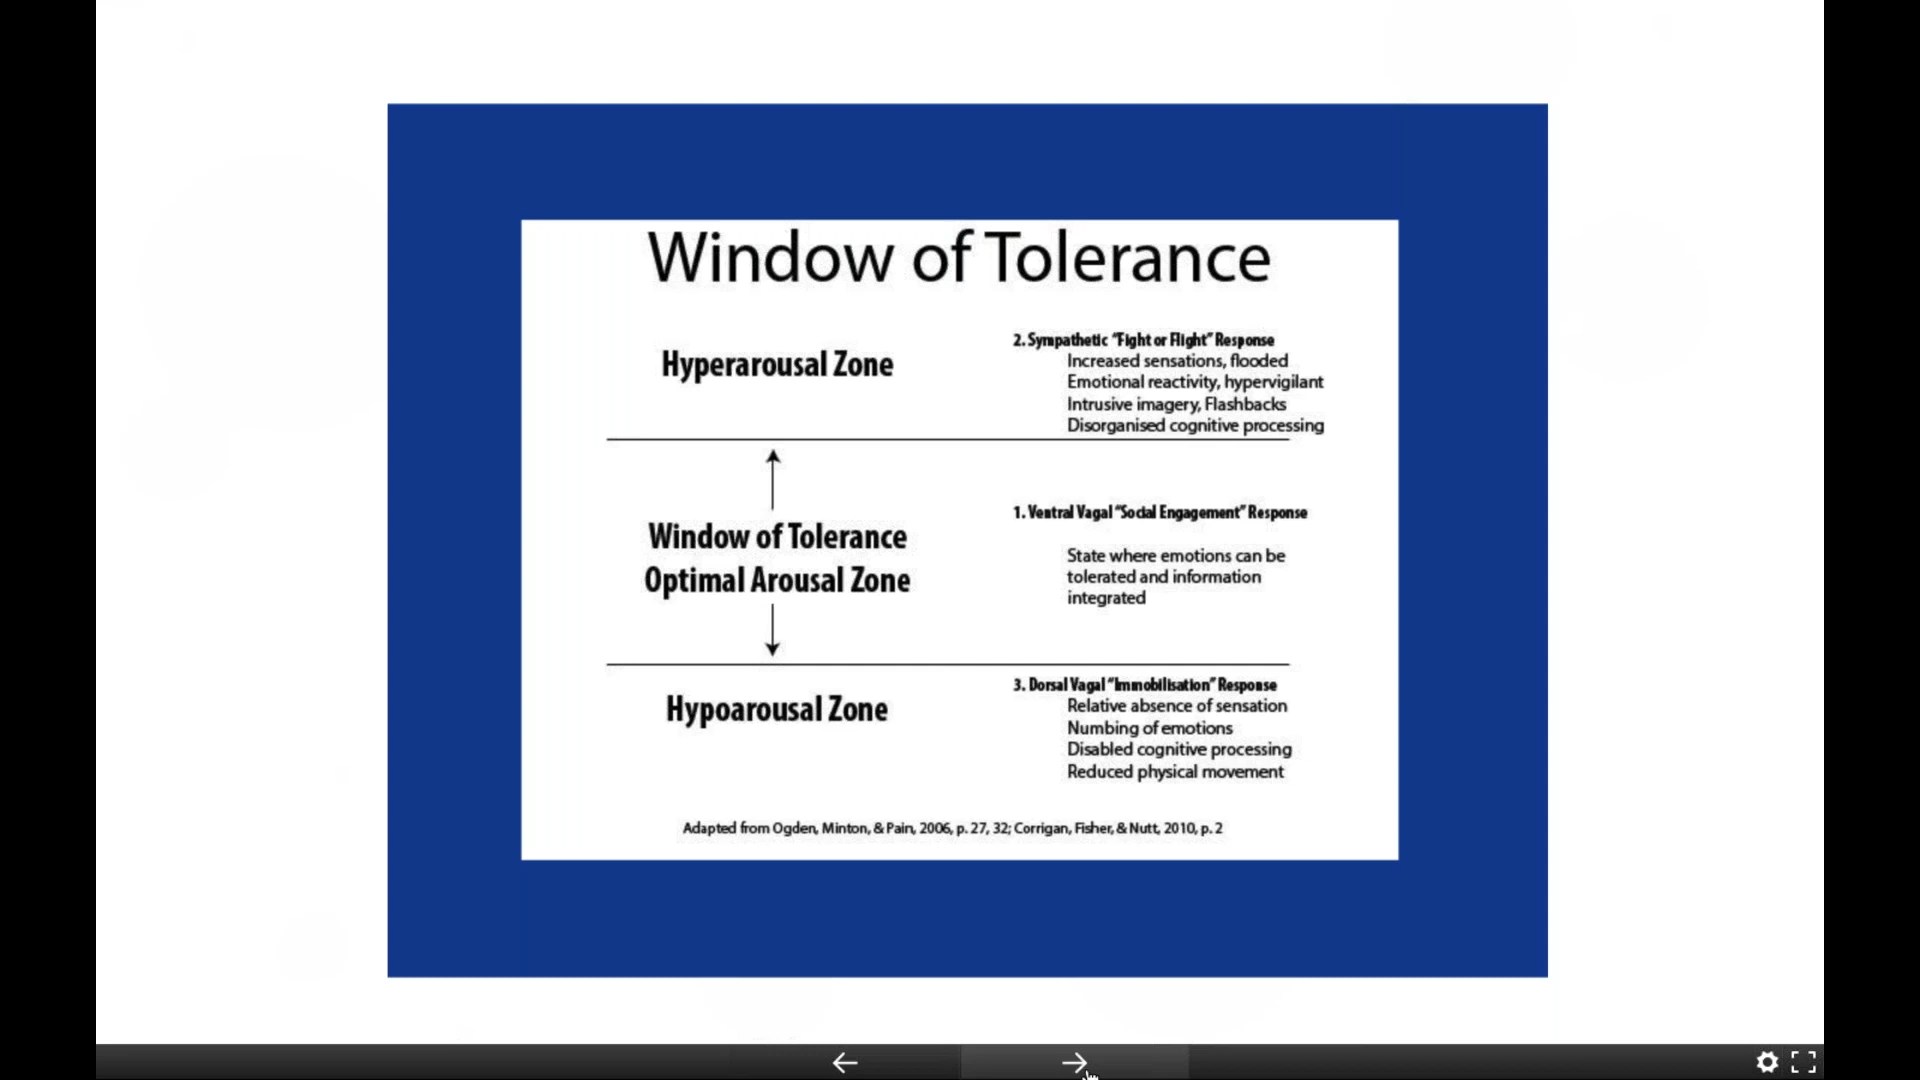 Window of Tolerance
Hyperarousal Zone
2. Sympathetic “Fight or Flight” Response
Increased sensations, flooded
Emotional reactivity, hypervigilant
Intrusive imagery, Flashbacks
Disorganised cognitive processing
Window of Tolerance
Optimal Arousal Zone
1. Ventral Vagal “Social Engagement” Response
State where emotions can be
tolerated and information
integrated
Hypoarousal Zone
3. Dorsal Vagal “Immobilisation” Response
Relative absence of sensation
Numbing of emotions
Disabled cognitive processing
Reduced physical movement
Adapted from Ogden, Minton, & Pain, 2006, p. 27, 32; Corrigan, Fisher, & Nutt, 2010, p. 2